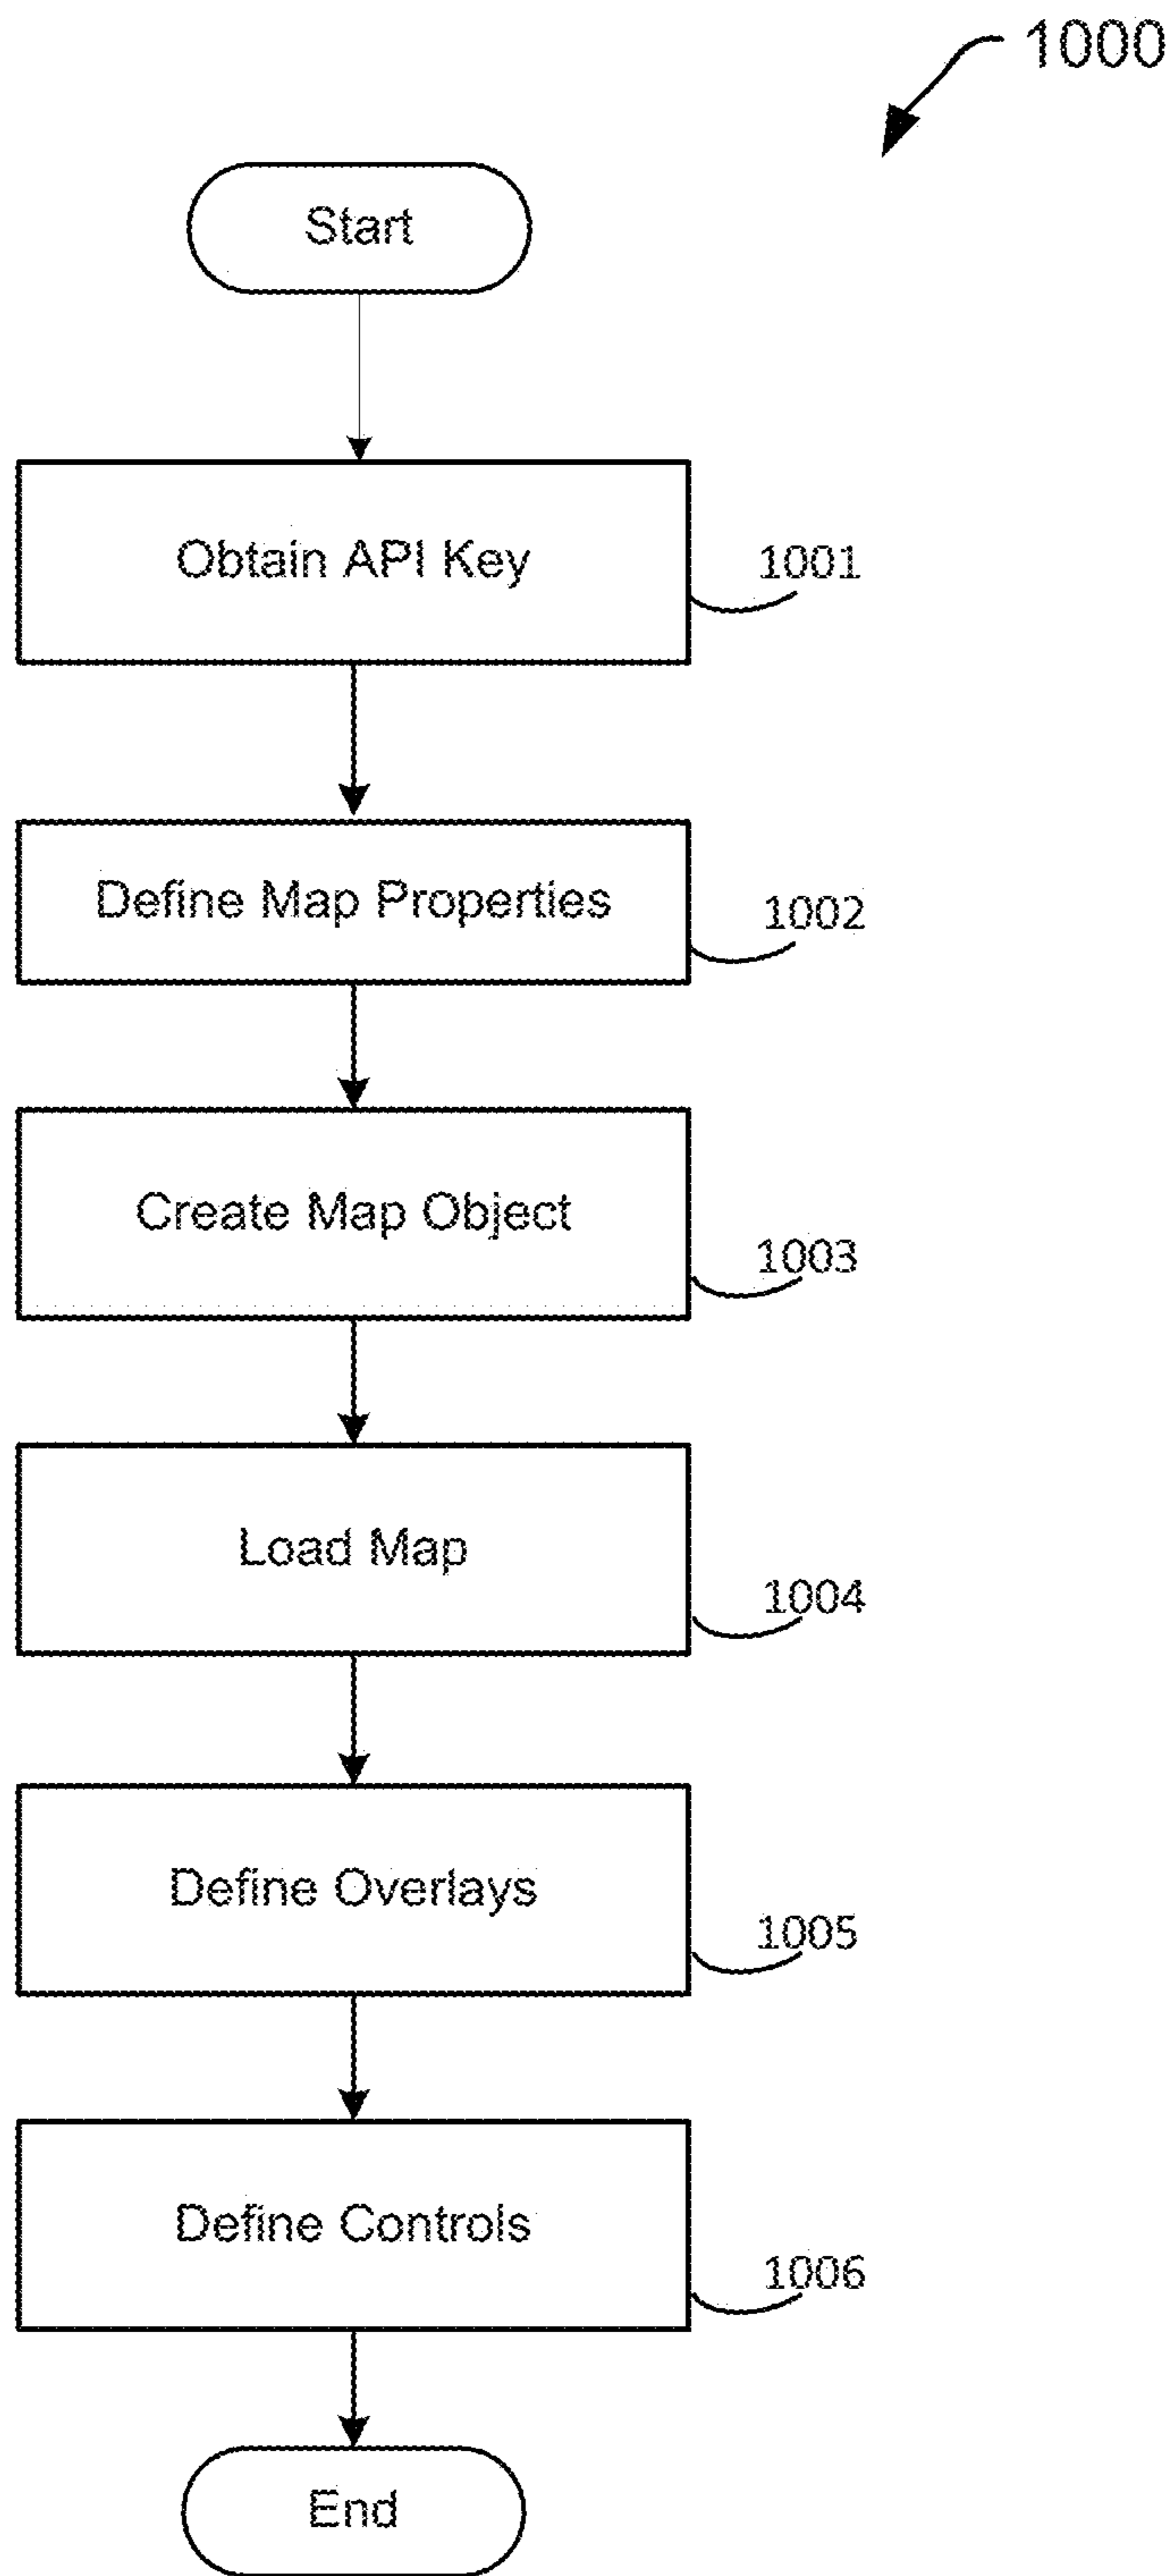 1000
Start
Obtain API Key
1001
Define Map Properties
1002
Create Map Object
1003
Load Map
1004
Define Overlays
1005
Define Controls
1006
End